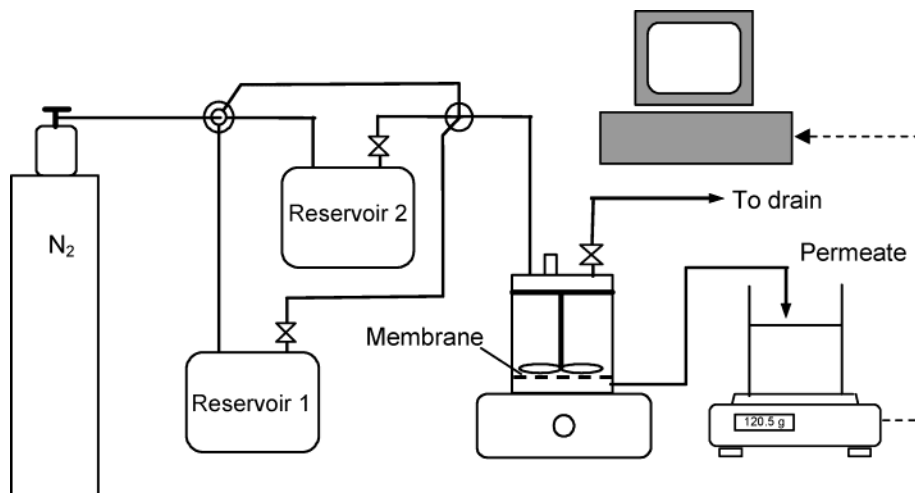 N₂
Reservoir 2
Reservoir 1
To drain
Permeate
Membrane
120.5 g